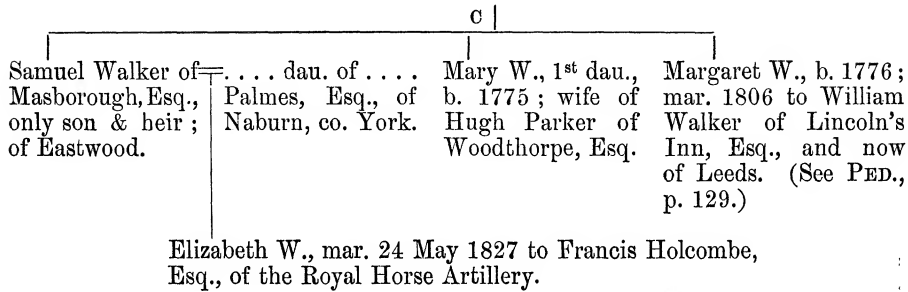 C
Samuel Walker of
Masborough, Esq.,
only son & heir ;
of Eastwood.
. . . . dau. of . . . .
Palmes, Esq., of
Naburn, co. York.
Mary W., 1st dau.,
b. 1775 ; wife of
Hugh Parker of
Woodthorpe, Esq.
Margaret W., b. 1776 ;
mar. 1806 to William
Walker of Lincoln's
Inn, Esq., and now
of Leeds. (See PED.,
p. 129.)
Elizabeth W., mar. 24 May 1827 to Francis Holcombe,
Esq., of the Royal Horse Artillery.